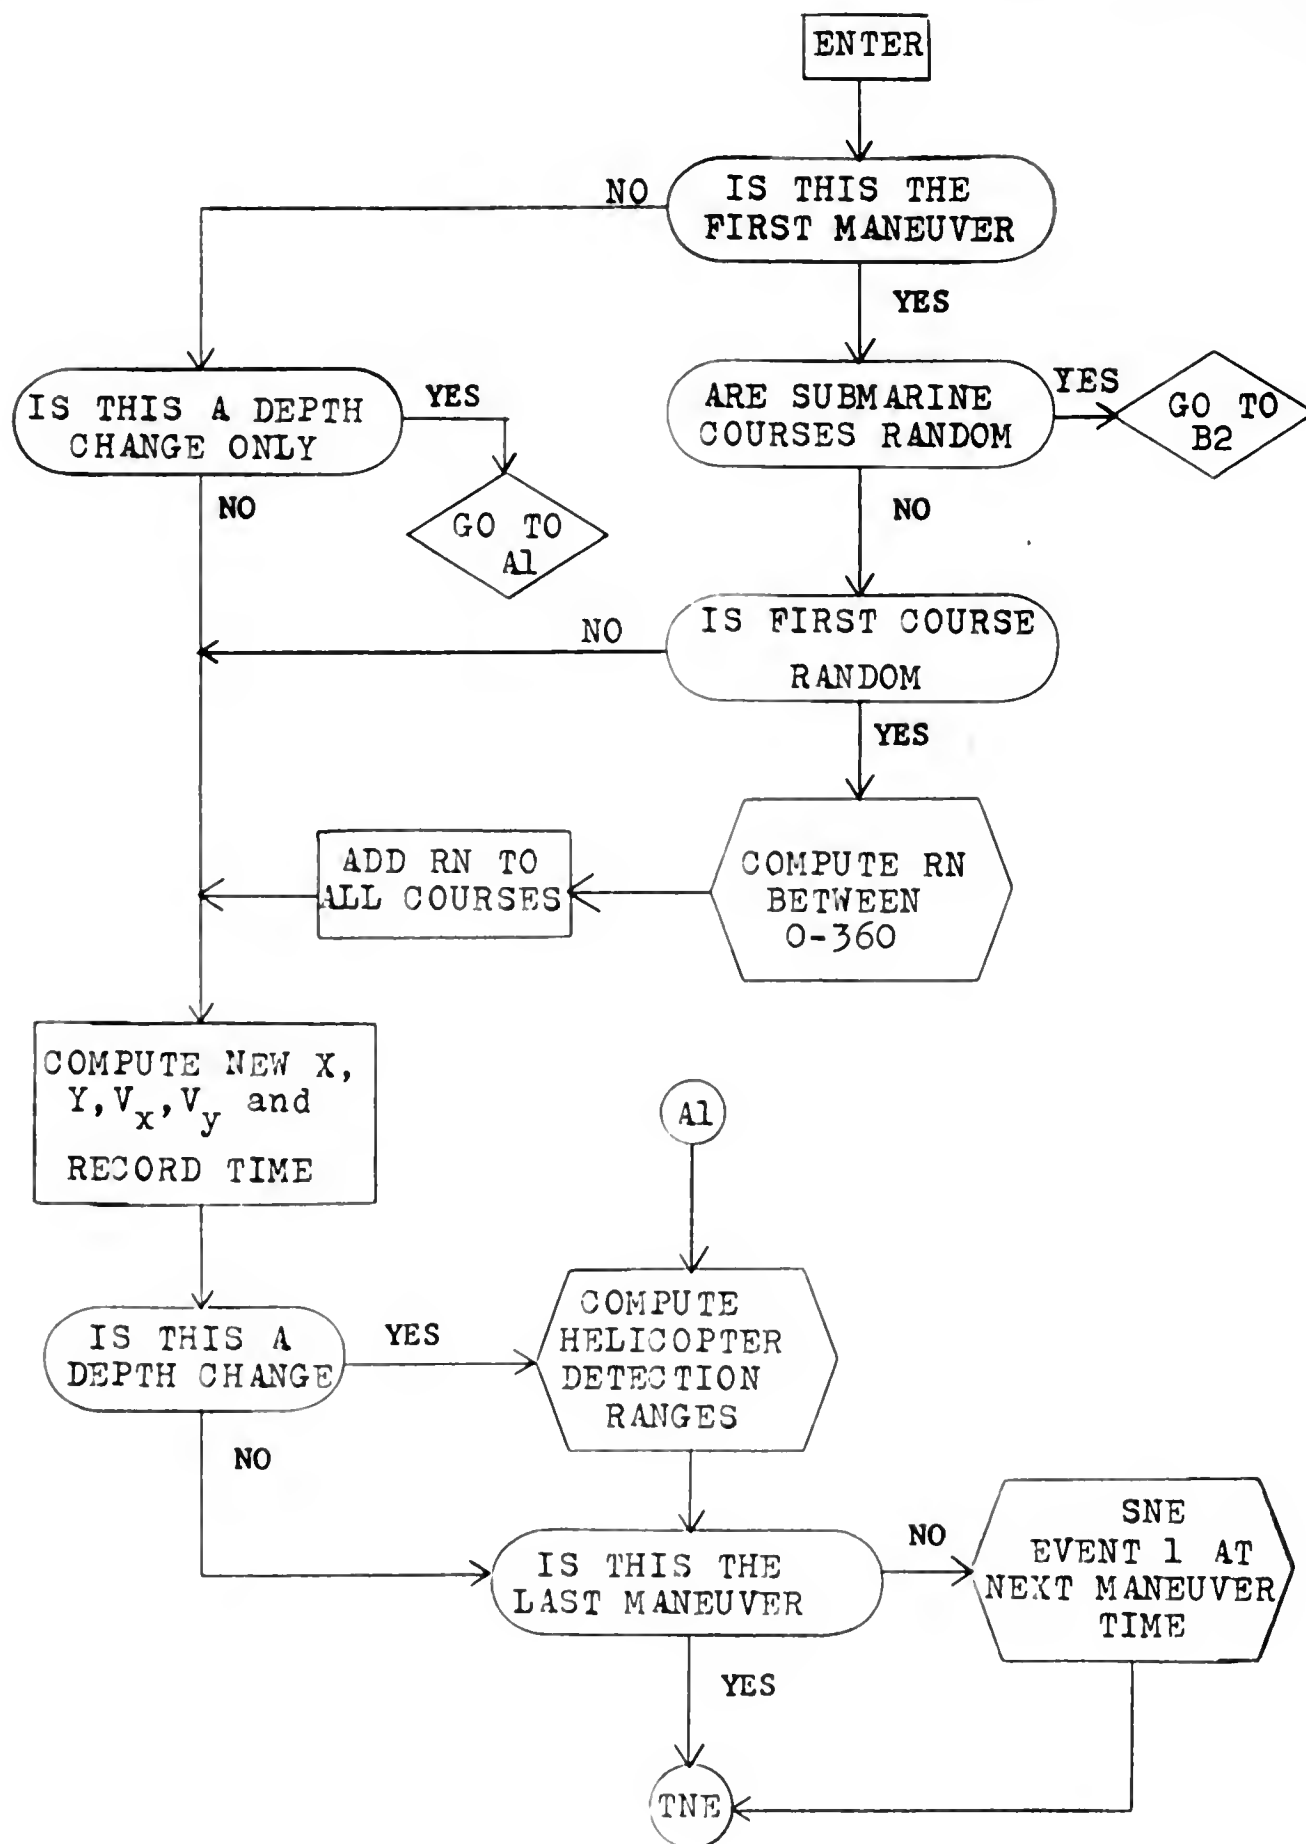 ENTER
IS THIS THE
FIRST MANEUVER
NO
YES
IS THIS A DEPTH
CHANGE ONLY
YES
NO
GO TO
A1
ARE SUBMARINE
COURSES RANDOM
YES
GO TO
B2
NO
IS FIRST COURSE
RANDOM
NO
YES
COMPUTE RN
BETWEEN
0-360
ADD RN TO
ALL COURSES
COMPUTE NEW X,
Y, Vx, Vy and
RECORD TIME
A1
IS THIS A
DEPTH CHANGE
YES
NO
COMPUTE
HELICOPTER
DETECTION
RANGES
IS THIS THE
LAST MANEUVER
NO
YES
SNE
EVENT 1 AT
NEXT MANEUVER
TIME
TNE